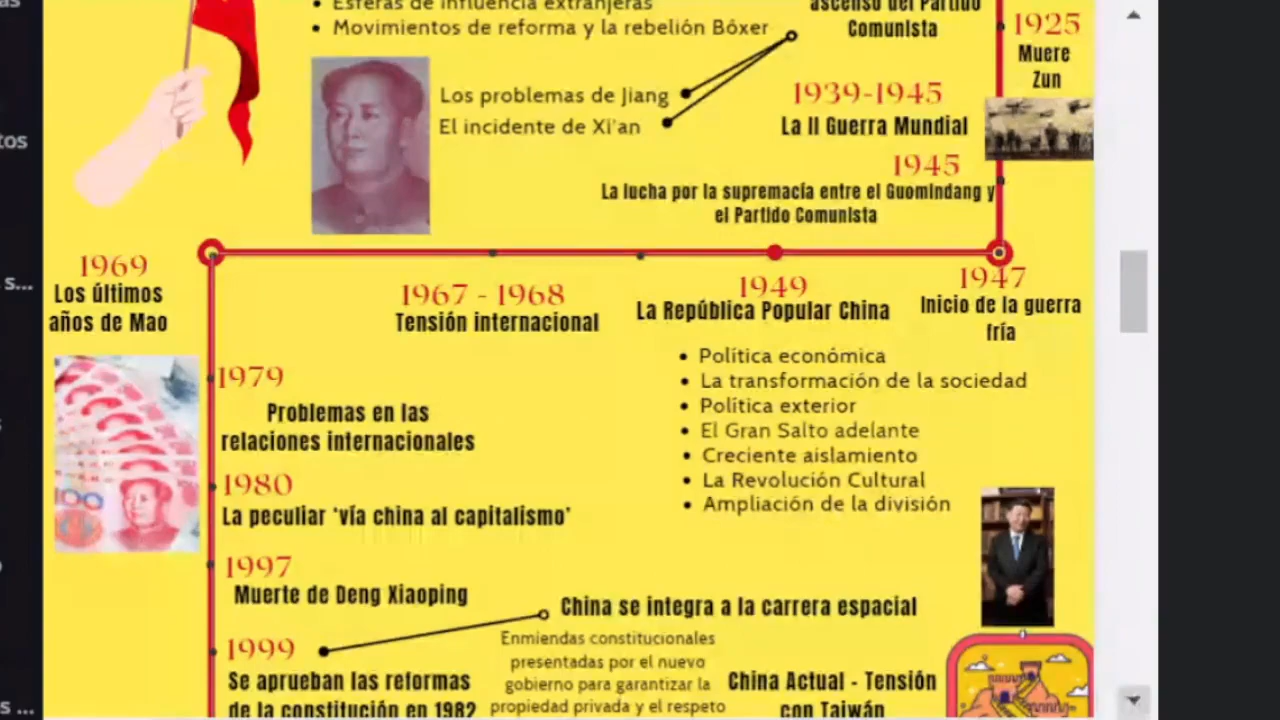 Esferas de influencia extranjeras
Movimientos de reforma y la rebelión Bóxer
ascenso del Partido
Comunista
1925
Muere
Zun
Los problemas de Jiang
El incidente de Xi'an
1939-1945
La II Guerra Mundial
1945
La lucha por la supremacía entre el Guomindang y
el Partido Comunista
1969
Los últimos
años de Mao
1967 - 1968
Tensión internacional
1949
La República Popular China
1947
Inicio de la guerra
fría
Política económica
La transformación de la sociedad
Política exterior
El Gran Salto adelante
Creciente aislamiento
La Revolución Cultural
Ampliación de la división
1979
Problemas en las
relaciones internacionales
1980
La peculiar 'vía china al capitalismo'
1997
Muerte de Deng Xiaoping
China se integra a la carrera espacial
1999
Se aprueban las reformas
de la constitución en 1982
Enmiendas constitucionales
presentadas por el nuevo
gobierno para garantizar la
propiedad privada y el respeto
China Actual - Tensión
con Taiwán
100
tos
s...
s ...